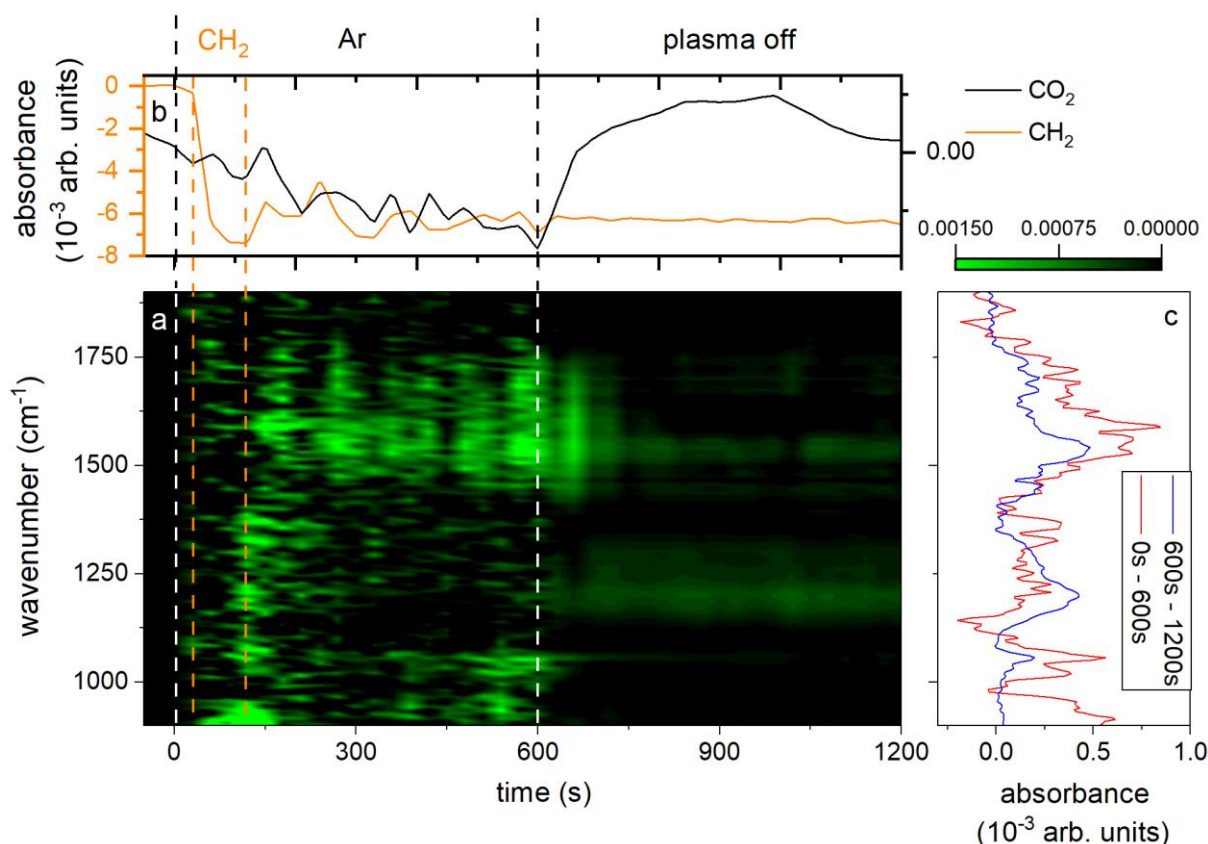 CH₂
Ar
plasma off
absorbance
(10⁻³ arb. units)
0
-2
-4
-6
-8
b
0.00
CO₂
CH₂
0.00150
0.00075
0.000000
a
c
wavenumber (cm⁻¹)
1750
1500
1250
1000
0
300
600
900
1200
time (s)
600s - 1200s
0s - 600s
0.0
0.5
1.0
absorbance
(10⁻³ arb. units)